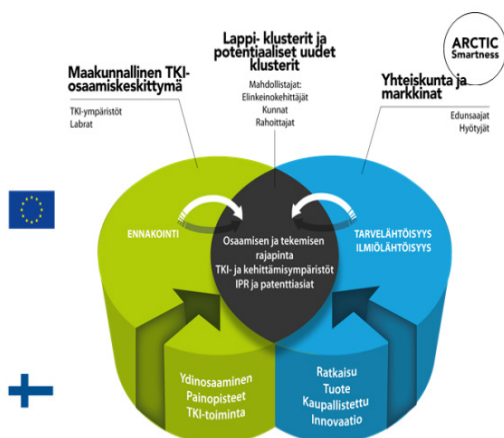 Lappi- klusterit ja
potentiaaliset uudet
klusterit
Mahdollistajat:
Elinkeinokehittäjät
Kunnat
Rahoittajat
ARCTIC
Smartness
Maakunnallinen TKI-
osaamiskeskittymä
TKI-ympäristöt
Labrat
Yhteiskunta ja
markkinat
Edunsaajat
Hyötyjät
ENNAKOINTI
Osaamisen ja tekemisen
rajapinta
TKI- ja kehittämisympäristöt
IPR ja patenttiasiat
TARVELÄHTÖISYYS
ILMIÖLÄHTÖISYYS
Ydinosaaminen
Painopisteet
TKI-toiminta
Ratkaisu
Tuote
Kaupallistettu
Innovaatio